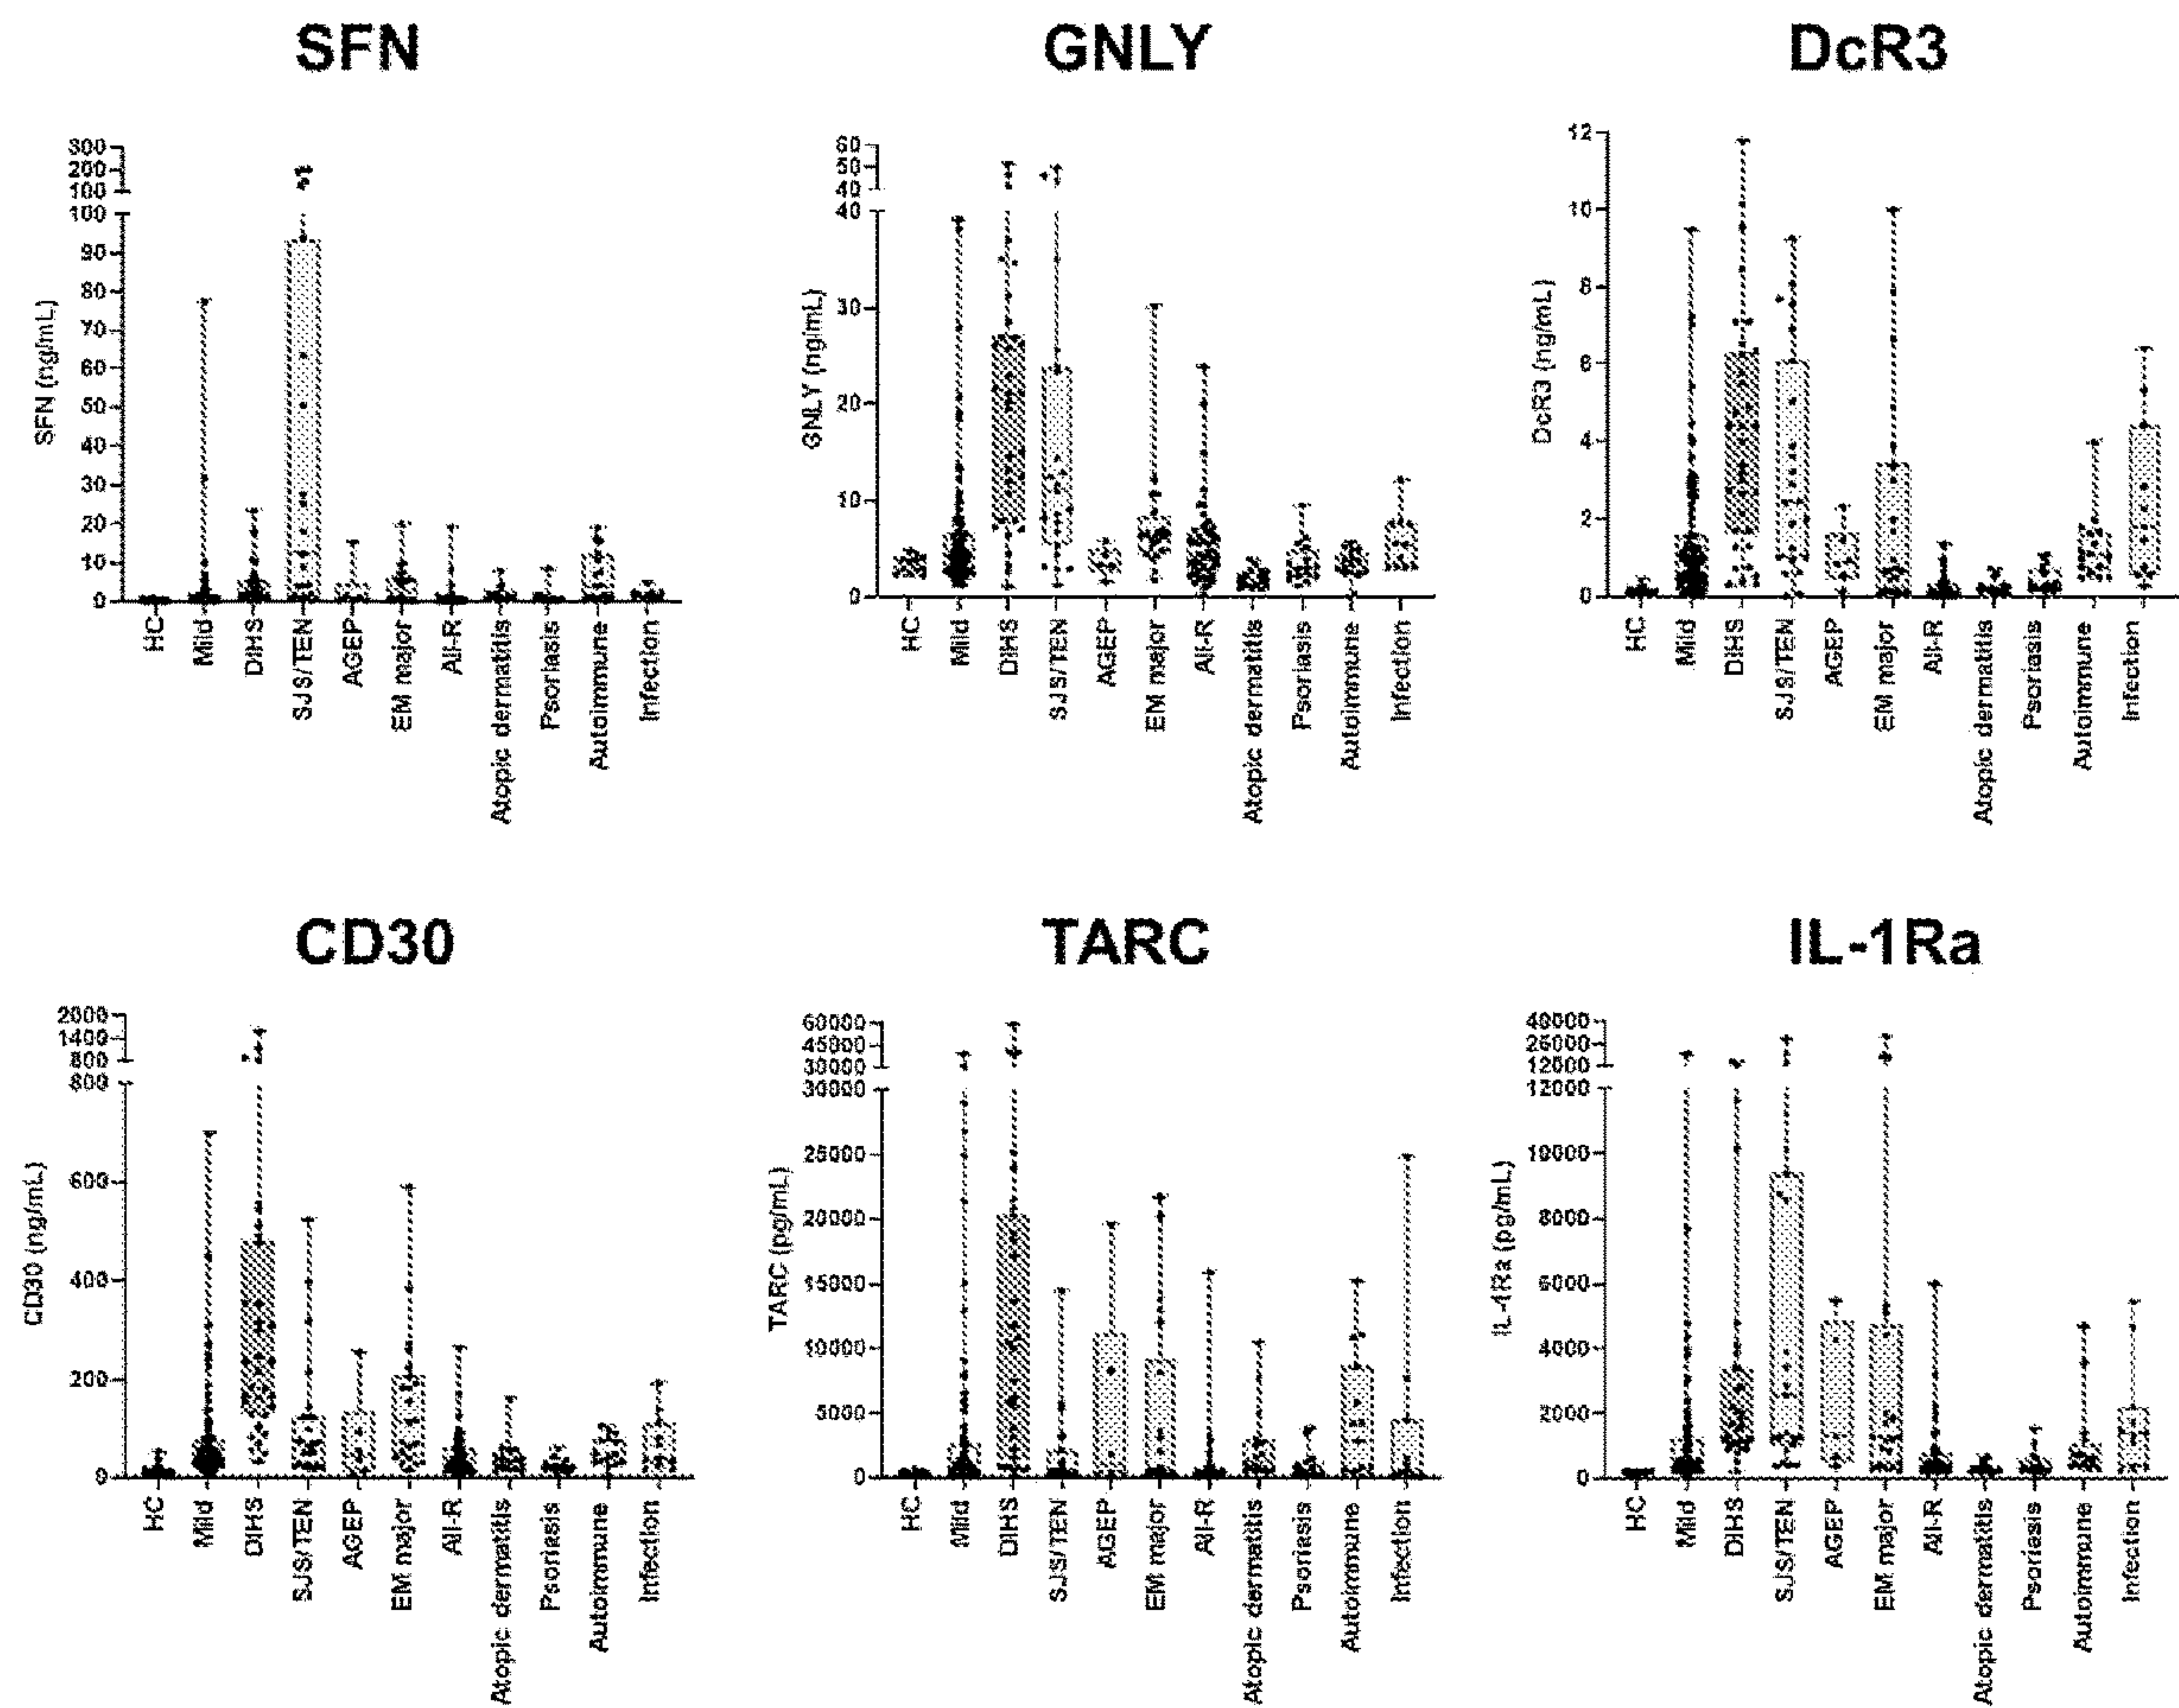 SFN
SFN (ng/mL)
300
200
100
100
90
80
70
60
50
40
30
20
10
0
HC
Mild
DIHS
SJS/TEN
AGEP
EM major
All-R
Atopic dermatitis
Psoriasis
Autoimmune
Infection
GNLY
GNLY (ng/mL)
60
50
40
40
30
20
10
0
HC
Mild
DIHS
SJS/TEN
AGEP
EM major
All-R
Atopic dermatitis
Psoriasis
Autoimmune
Infection
DcR3
DcR3 (ng/mL)
12
10
8
6
4
2
0
HC
Mild
DIHS
SJS/TEN
AGEP
EM major
All-R
Atopic dermatitis
Psoriasis
Autoimmune
Infection
CD30
CD30 (ng/mL)
2000
1400
800
800
600
400
200
0
HC
Mild
DIHS
SJS/TEN
AGEP
EM major
All-R
Atopic dermatitis
Psoriasis
Autoimmune
Infection
TARC
TARC (pg/mL)
60000
45000
30000
30000
25000
20000
15000
10000
5000
0
HC
Mild
DIHS
SJS/TEN
AGEP
EM major
All-R
Atopic dermatitis
Psoriasis
Autoimmune
Infection
IL-1Ra
IL-1Ra (pg/mL)
40000
26000
12000
12000
10000
8000
6000
4000
2000
0
HC
Mild
DIHS
SJS/TEN
AGEP
EM major
All-R
Atopic dermatitis
Psoriasis
Autoimmune
Infection